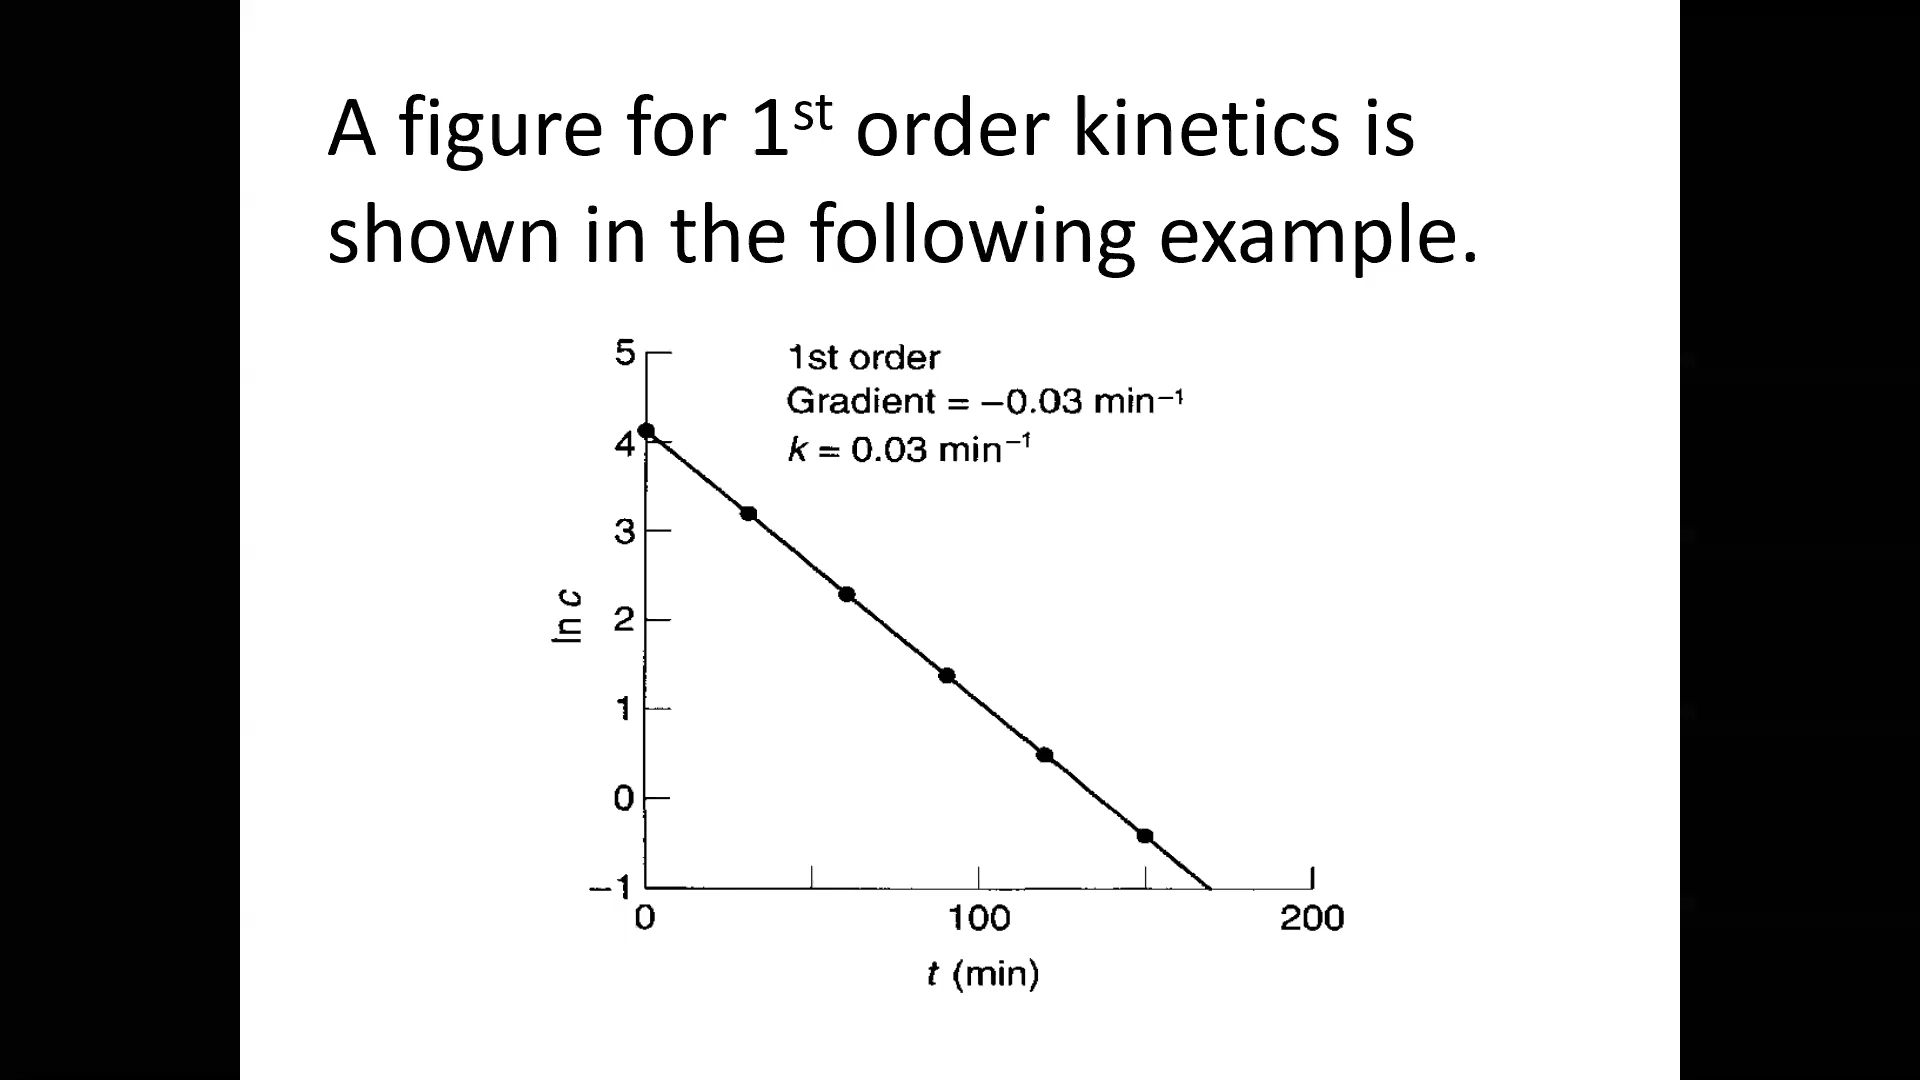 A figure for 1st order kinetics is
shown in the following example.
1st order
Gradient = −0.03 min⁻¹
k = 0.03 min⁻¹
5
4
3
2
1
0
−1
ln c
0 100 200
t (min)